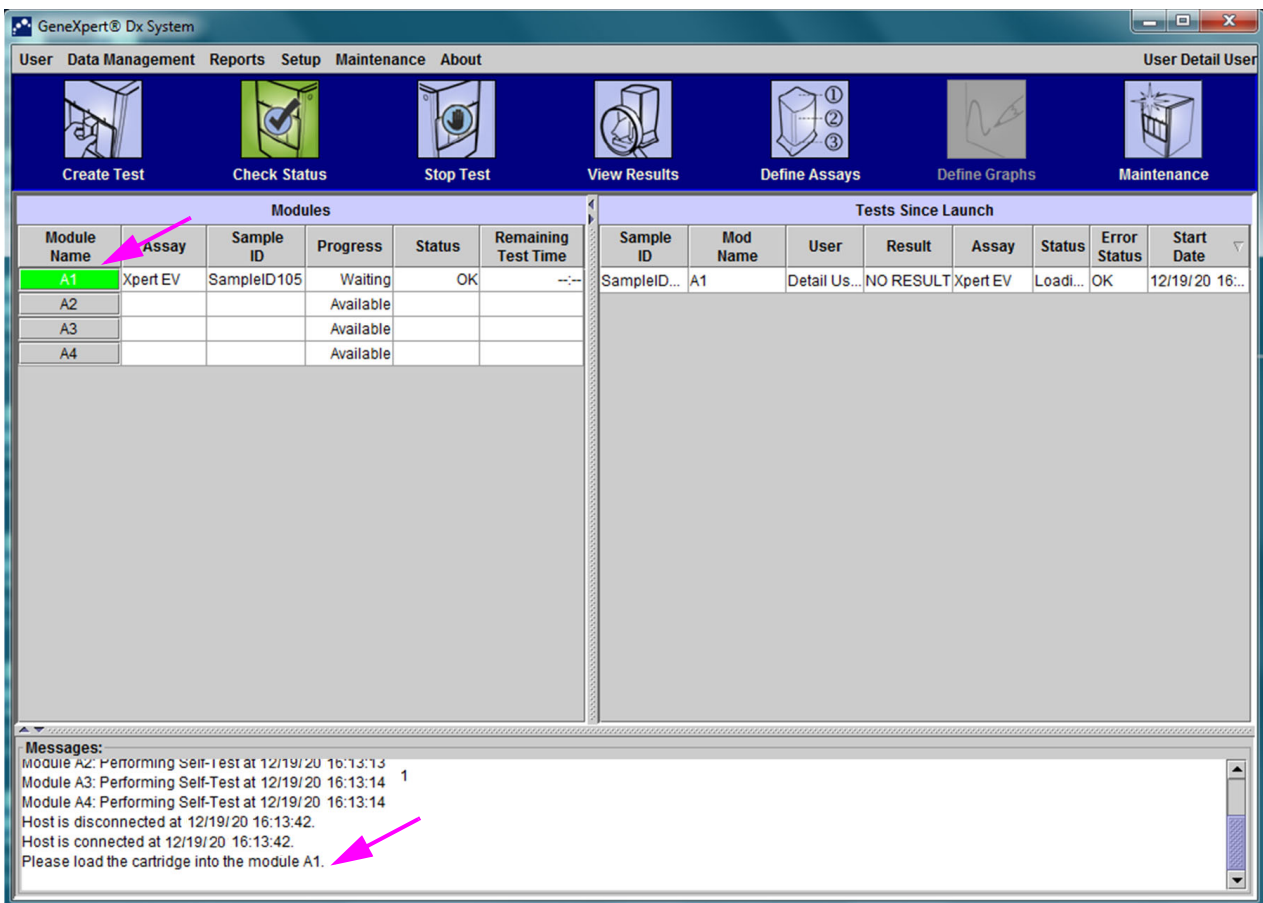 GeneXpert® Dx System
User Data Management Reports Setup Maintenance About User Detail User
Create Test Check Status Stop Test View Results Define Assays Define Graphs Maintenance
① ② ③
Modules
Module Name Assay Sample ID Progress Status Remaining Test Time
A1 Xpert EV SampleID105 Waiting OK --:--
A2 Available
A3 Available
A4 Available
Tests Since Launch
Sample ID Mod Name User Result Assay Status Error Status Start Date
SampleID... A1 Detail Us... NO RESULT Xpert EV Loadi... OK 12/19/20 16:...
Messages:
Module A2: Performing Self-Test at 12/19/20 16:13:13
Module A3: Performing Self-Test at 12/19/20 16:13:14 1
Module A4: Performing Self-Test at 12/19/20 16:13:14
Host is disconnected at 12/19/20 16:13:42.
Host is connected at 12/19/20 16:13:42.
Please load the cartridge into the module A1.